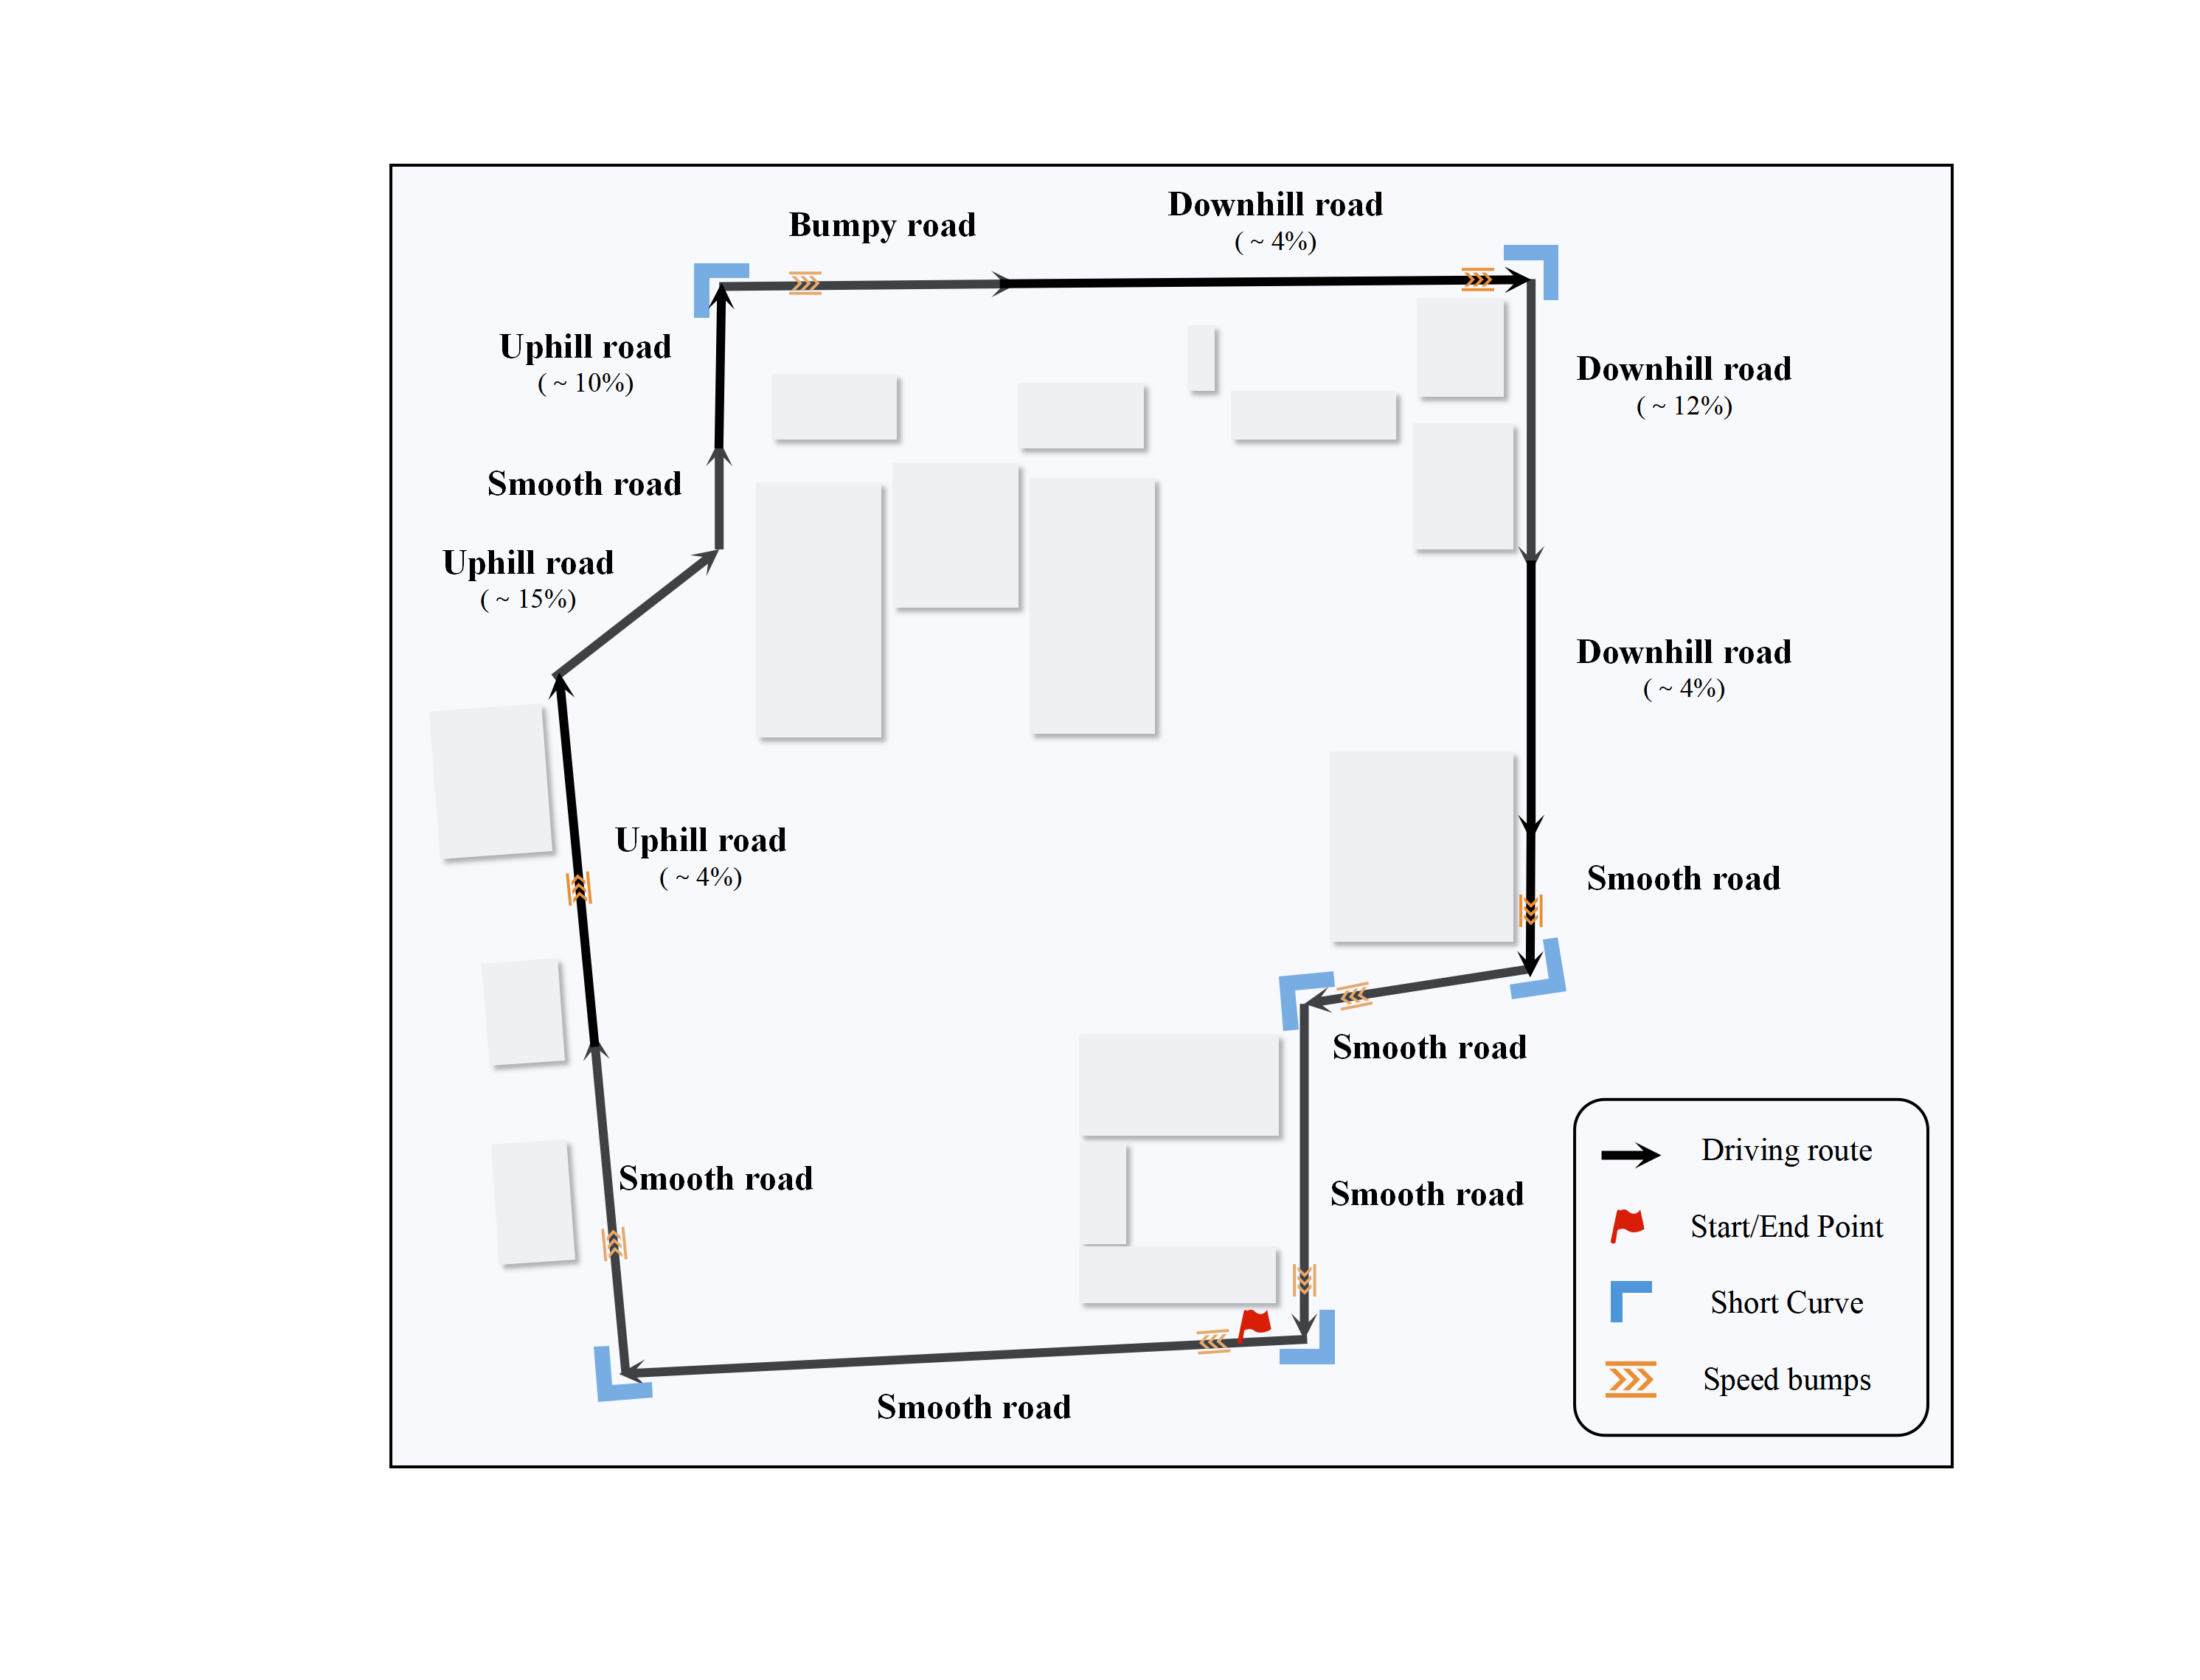 Downhill road
( ~ 4%)
Bumpy road
Uphill road
( ~ 10%)
Downhill road
( ~ 12%)
Smooth road
Uphill road
( ~ 15%)
Downhill road
( ~ 4%)
Uphill road
( ~ 4%)
Smooth road
Smooth road
Smooth road
Smooth road
Smooth road
Driving route
Start/End Point
Short Curve
Speed bumps